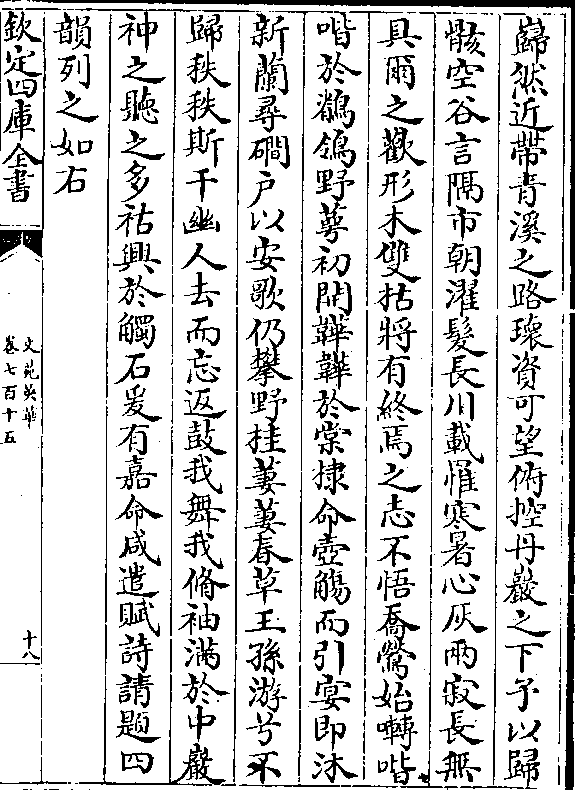 巋然近帶青溪之路瓌資可望俯控丹巖之下予以歸
骸空谷言隔市朝濯髮長川載罹寒暑心灰兩寂長無
具爾之歡形木雙枯將有終焉之志不悟喬鶯始囀喈
喈於鶺鴒野萼初開韡韡於棠棣命壺觴而引宴即沐
新蘭尋磵户以安歌仍攀野桂萋萋春草王孫游兮不
歸秩秩斯干幽人去而忘返鼓我舞我脩袖滿於中巖
神之聽之多祜興於觸石爰有嘉命咸遣賦詩請題四
韻列之如右
欽定四庫全書
文苑英華
卷七百十五
十八